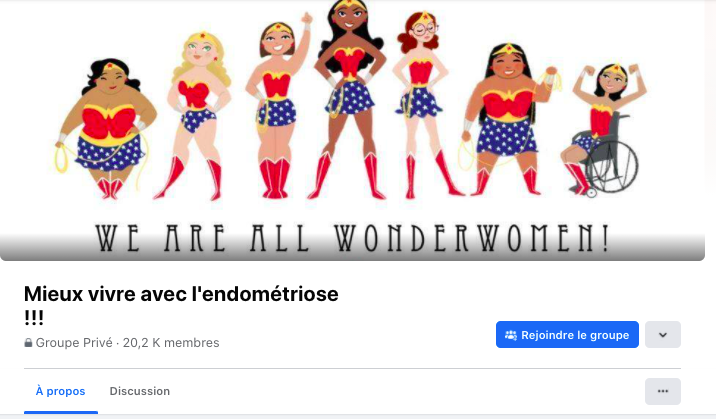 WE ARE ALL WONDERWOMEN!
Mieux vivre avec l'endométriose
!!!
Groupe Privé · 20,2 K membres
Rejoindre le groupe
À propos
Discussion